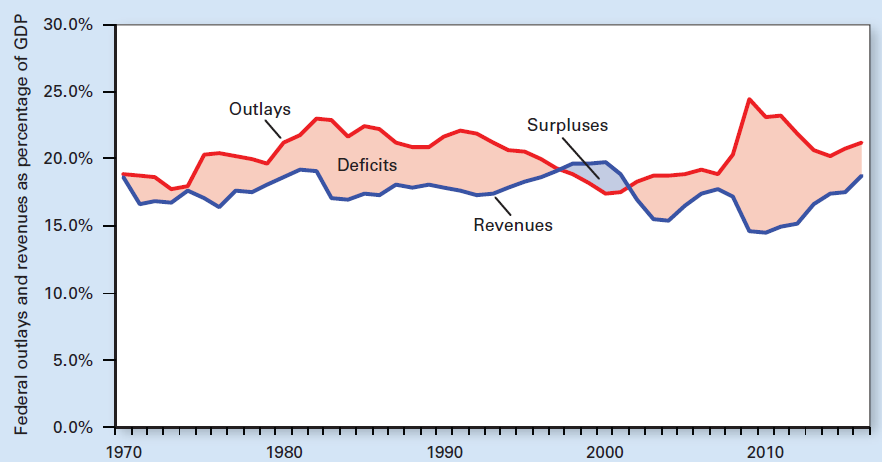 Federal outlays and revenues as percentage of GDP
30.0%
25.0%
20.0%
15.0%
10.0%
5.0%
0.0%
Outlays
Surpluses
Deficits
Revenues
1970 1980 1990 2000 2010